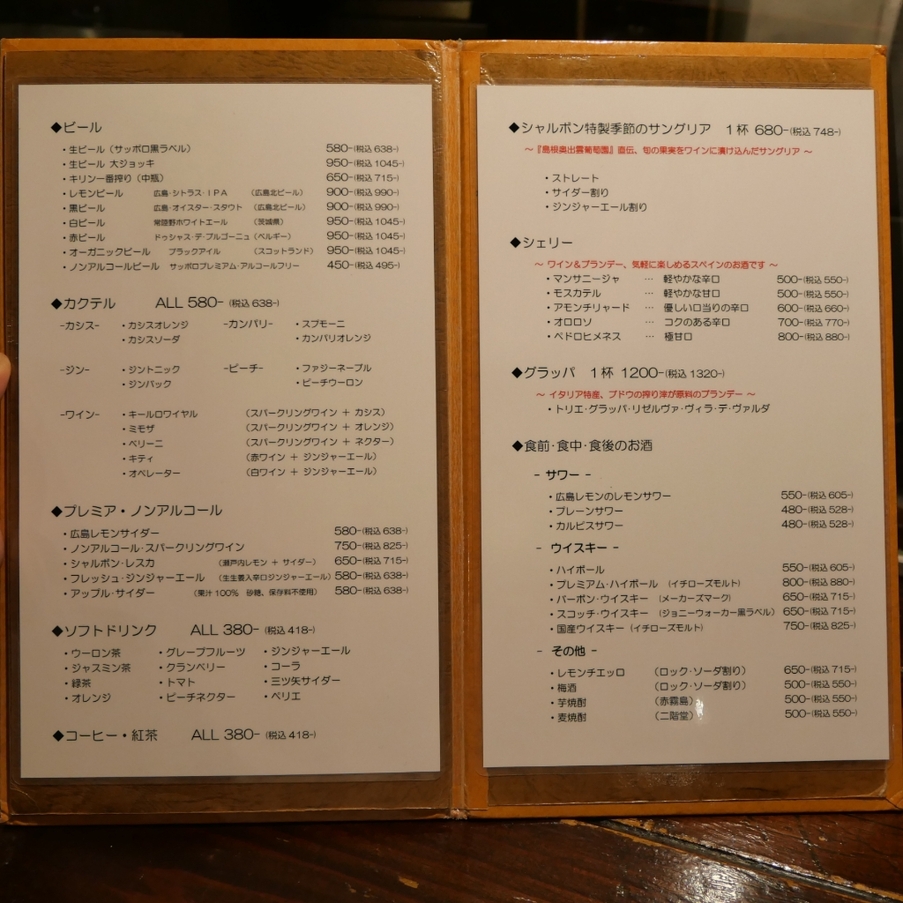 ◆ビール
・生ビール（サッポロ黒ラベル） 580-(税込 638-)
・生ビール 大ジョッキ 950-(税込 1045-)
・キリン一番搾り（中瓶） 650-(税込 715-)
・レモンビール 広島・シトラス・IPA （広島北ビール） 900-(税込 990-)
・黒ビール 広島・オイスター・スタウト （広島北ビール） 900-(税込 990-)
・白ビール 常陸野ホワイトエール （茨城県） 950-(税込 1045-)
・赤ビール ドゥシャス・デ・ブルゴーニュ（ベルギー） 950-(税込 1045-)
・オーガニックビール ブラックアイル （スコットランド） 950-(税込 1045-)
・ノンアルコールビール サッポロプレミアム・アルコールフリー 450-(税込 495-)
◆カクテル ALL 580- (税込 638-)
-カシス- ・カシスオレンジ -カンパリ- ・スプモーニ
・カシスソーダ ・カンパリオレンジ
-ジン- ・ジントニック -ピーチ- ・ファジーネーブル
・ジンバック ・ピーチウーロン
-ワイン- ・キールロワイヤル （スパークリングワイン ＋ カシス）
・ミモザ （スパークリングワイン ＋ オレンジ）
・ベリーニ （スパークリングワイン ＋ ネクター）
・キティ （赤ワイン ＋ ジンジャーエール）
・オペレーター （白ワイン ＋ ジンジャーエール）
◆プレミア・ノンアルコール
・広島レモンサイダー 580-(税込 638-)
・ノンアルコール・スパークリングワイン 750-(税込 825-)
・シャルボン・レスカ （瀬戸内レモン ＋ サイダー） 650-(税込 715-)
・フレッシュ・ジンジャーエール （生生姜入辛口ジンジャーエール） 580-(税込 638-)
・アップル・サイダー （果汁 100% 砂糖、保存料不使用） 580-(税込 638-)
◆ソフトドリンク ALL 380- (税込 418-)
・ウーロン茶 ・グレープフルーツ ・ジンジャーエール
・ジャスミン茶 ・クランベリー ・コーラ
・緑茶 ・トマト ・三ツ矢サイダー
・オレンジ ・ピーチネクター ・ペリエ
◆コーヒー・紅茶 ALL 380- (税込 418-)
◆シャルボン特製季節のサングリア 1杯 680-(税込 748-)
～『島根奥出雲葡萄園』直伝、旬の果実をワインに漬け込んだサングリア ～
・ストレート
・サイダー割り
・ジンジャーエール割り
◆シェリー
～ ワイン＆ブランデー、気軽に楽しめるスペインのお酒です ～
・マンサニージャ … 軽やかな辛口 500-(税込 550-)
・モスカテル … 軽やかな甘口 500-(税込 550-)
・アモンチリャード … 優しい口当りの辛口 600-(税込 660-)
・オロロソ … コクのある辛口 700-(税込 770-)
・ペドロヒメネス … 極甘口 800-(税込 880-)
◆グラッパ 1杯 1200-(税込 1320-)
～ イタリア特産、ブドウの搾り滓が原料のブランデー ～
・トリエ・グラッパ・リゼルヴァ・ヴィラ・デ・ヴァルダ
◆食前・食中・食後のお酒
- サワー -
・広島レモンのレモンサワー 550-(税込 605-)
・プレーンサワー 480-(税込 528-)
・カルピスサワー 480-(税込 528-)
- ウイスキー -
・ハイボール 550-(税込 605-)
・プレミアム・ハイボール （イチローズモルト） 800-(税込 880-)
・バーボン・ウイスキー （メーカーズマーク） 650-(税込 715-)
・スコッチ・ウイスキー （ジョニーウォーカー黒ラベル） 650-(税込 715-)
・国産ウイスキー （イチローズモルト） 750-(税込 825-)
- その他 -
・レモンチェッロ （ロック・ソーダ割り） 650-(税込 715-)
・梅酒 （ロック・ソーダ割り） 500-(税込 550-)
・芋焼酎 （赤霧島） 500-(税込 550-)
・麦焼酎 （二階堂） 500-(税込 550-)